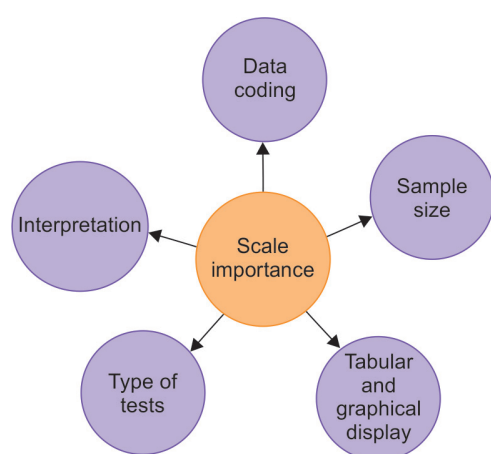 Data
coding
Sample
size
Interpretation
Scale
importance
Type of
tests
Tabular
and
graphical
display